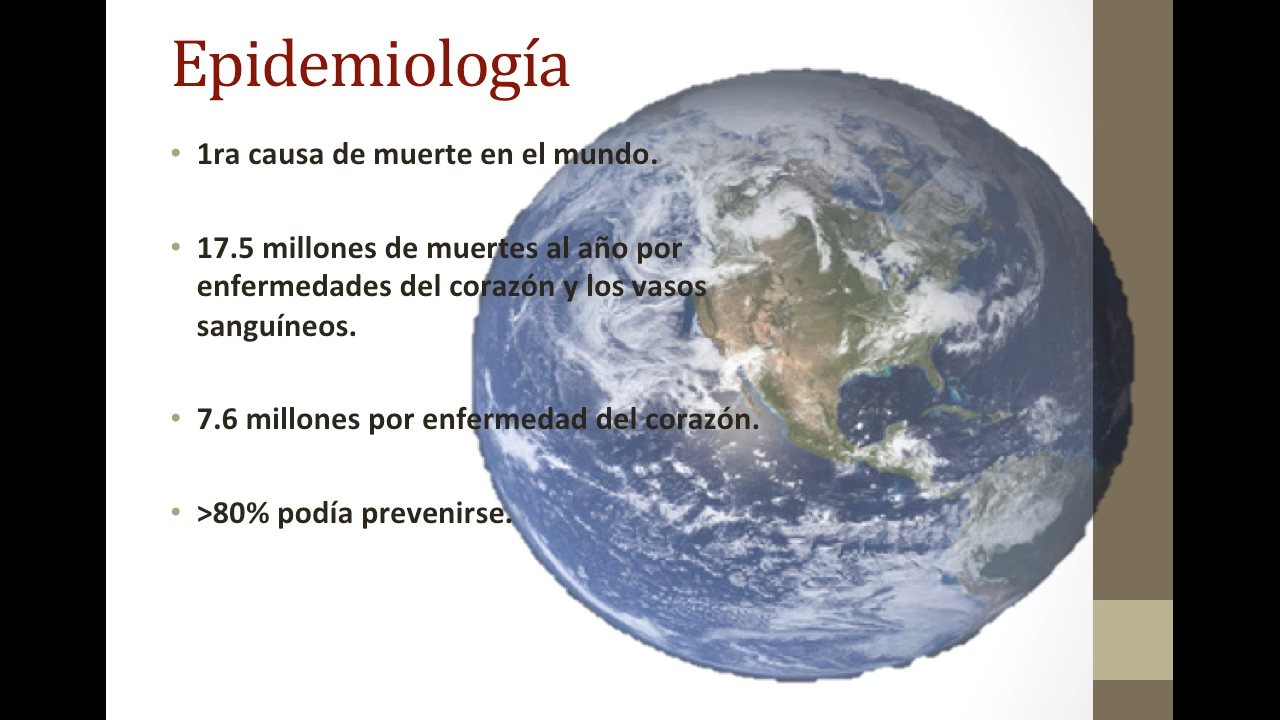 Epidemiología
• 1ra causa de muerte en el mundo.
• 17.5 millones de muertes al año por
enfermedades del corazón y los vasos
sanguíneos.
• 7.6 millones por enfermedad del corazón.
• >80% podía prevenirse.